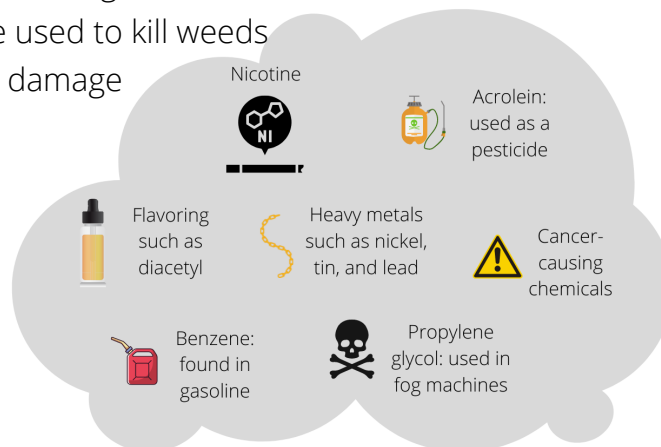 used to kill weeds
damage
Nicotine
NI
Acrolein:
used as a
pesticide
Flavoring
such as
diacetyl
Heavy metals
such as nickel,
tin, and lead
Cancer-
causing
chemicals
Benzene:
found in
gasoline
Propylene
glycol: used in
fog machines